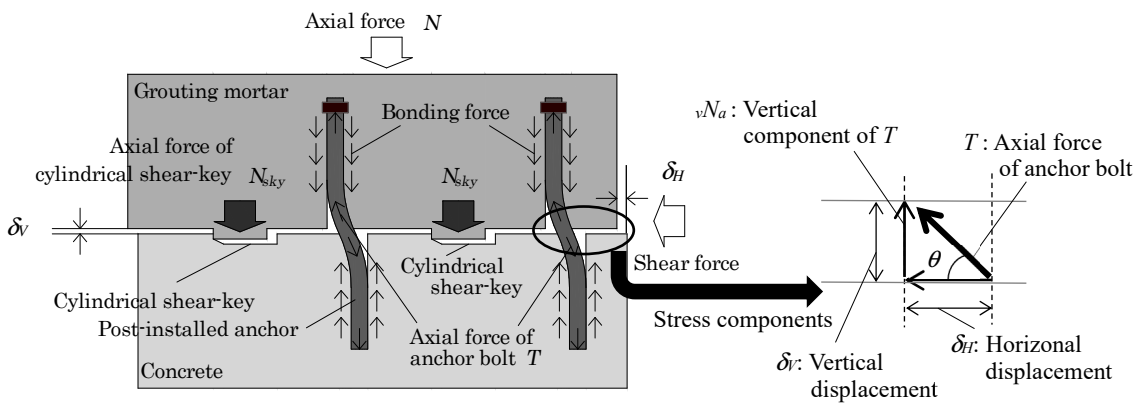 Axial force N
Grouting mortar
Bonding force
Axial force of
cylindrical shear-key
Nsky
Nsky
δH
δV
Shear force
Cylindrical
shear-key
Cylindrical shear-key
Post-installed anchor
Axial force of
anchor bolt T
Concrete
Stress components
vNa : Vertical
component of T
T : Axial force
of anchor bolt
θ
δV: Vertical
displacement
δH: Horizonal
displacement